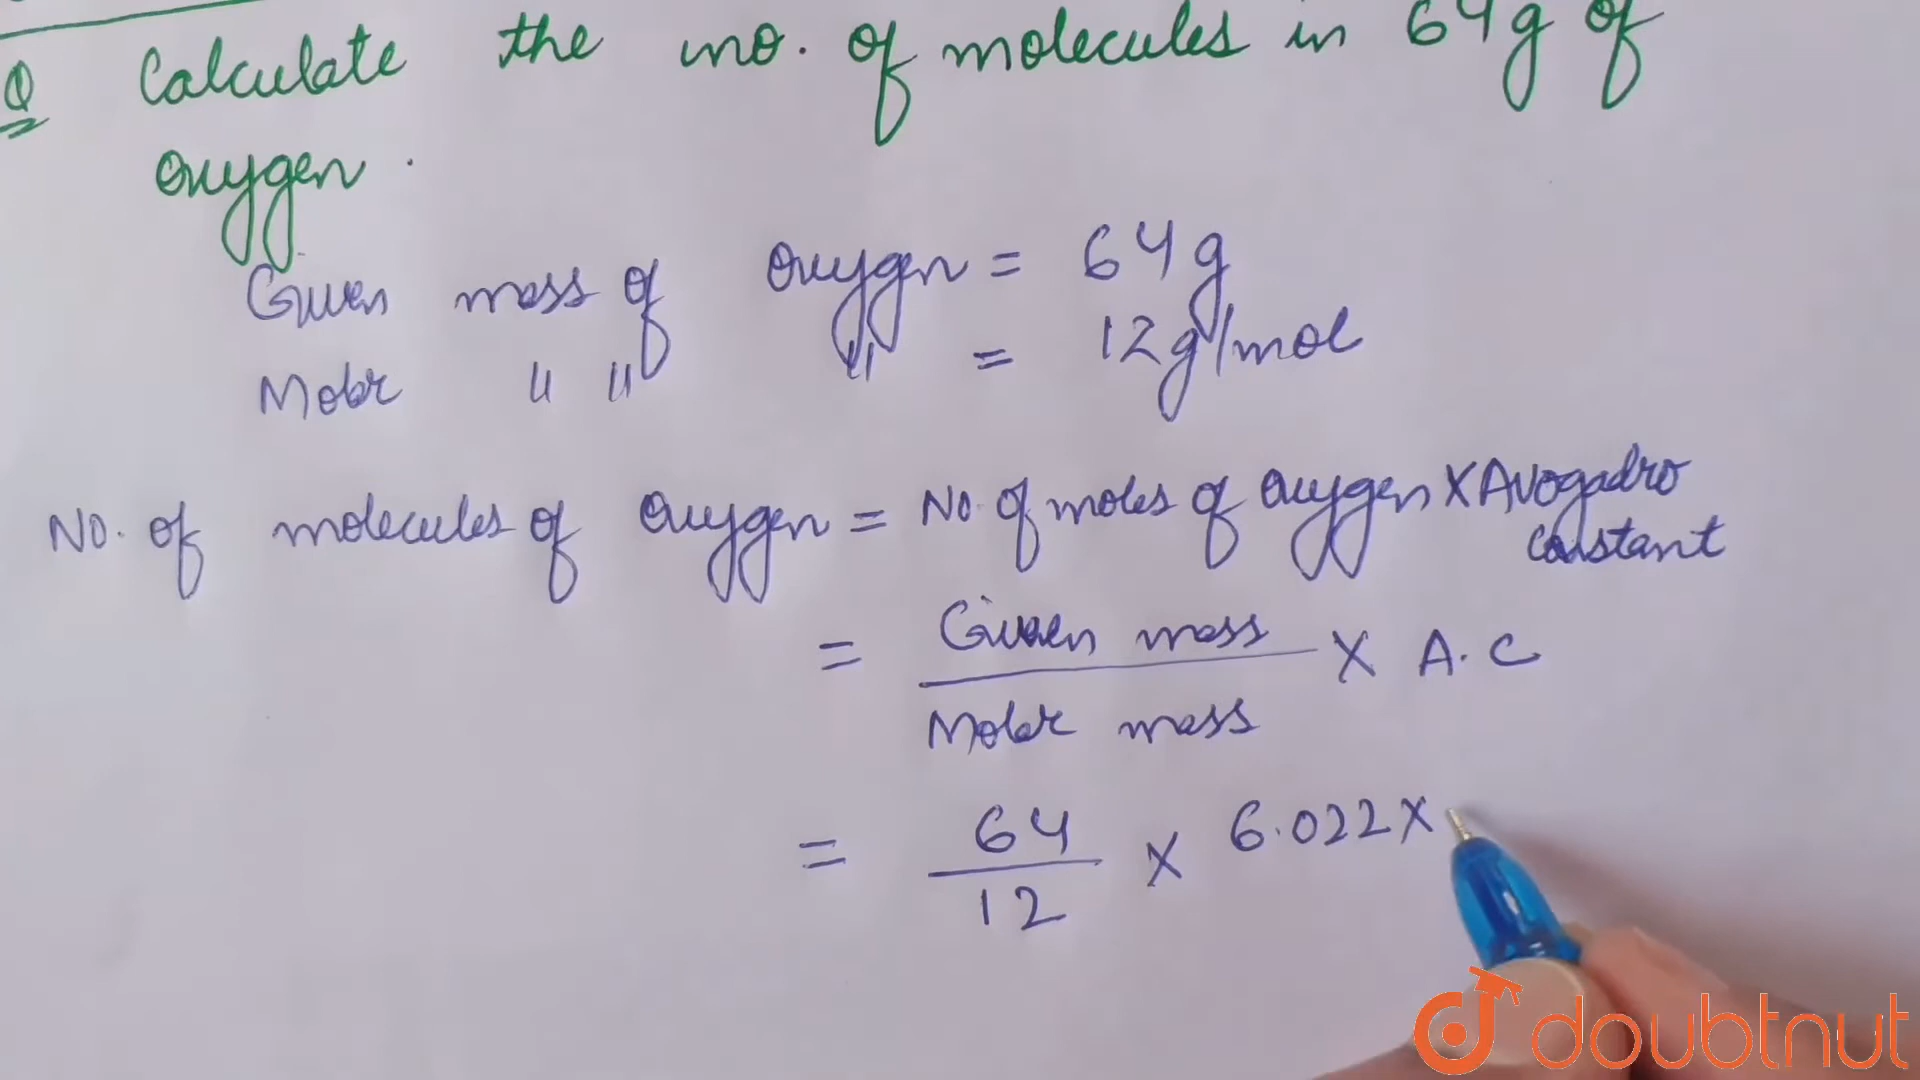 Q Calculate the no. of molecules in 64g of
oxygen.
Given mass of oxygen = 64g
Molar " " " = 12g/mol
No. of molecules of oxygen = No. of moles of oxygen X Avogadro
constant
= Given mass X A.C
Molar mass
= 64 X 6.022X
12
doubtnut